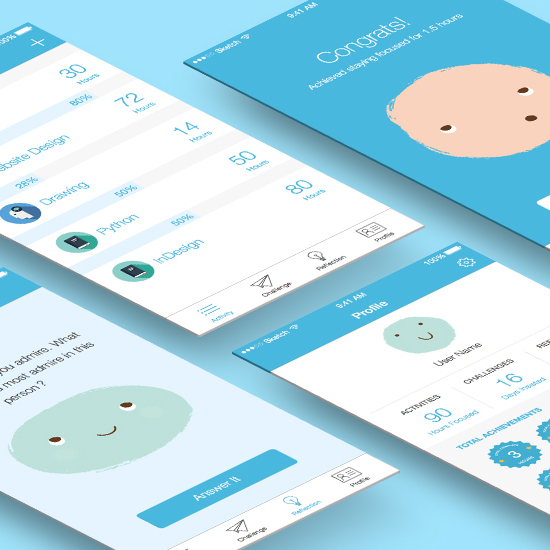 100%
30
Hours
80%
72
Hours
Website Design
14
Hours
28%
Drawing
50
Hours
50%
Python
80
Hours
50%
InDesign
Activity
Challenge
Reflection
Profile
Sketch
9:41 AM
Congrats!
Achieved staying focused for 1.5 hours
you admire. What
most admire in this
person ?
Answer It
Challenge
Reflection
Profile
Sketch
9:41 AM
100%
Profile
User Name
ACTIVITIES
90
Hours Focused
CHALLENGES
16
Days Insisted
TOTAL ACHIEVEMENTS
3